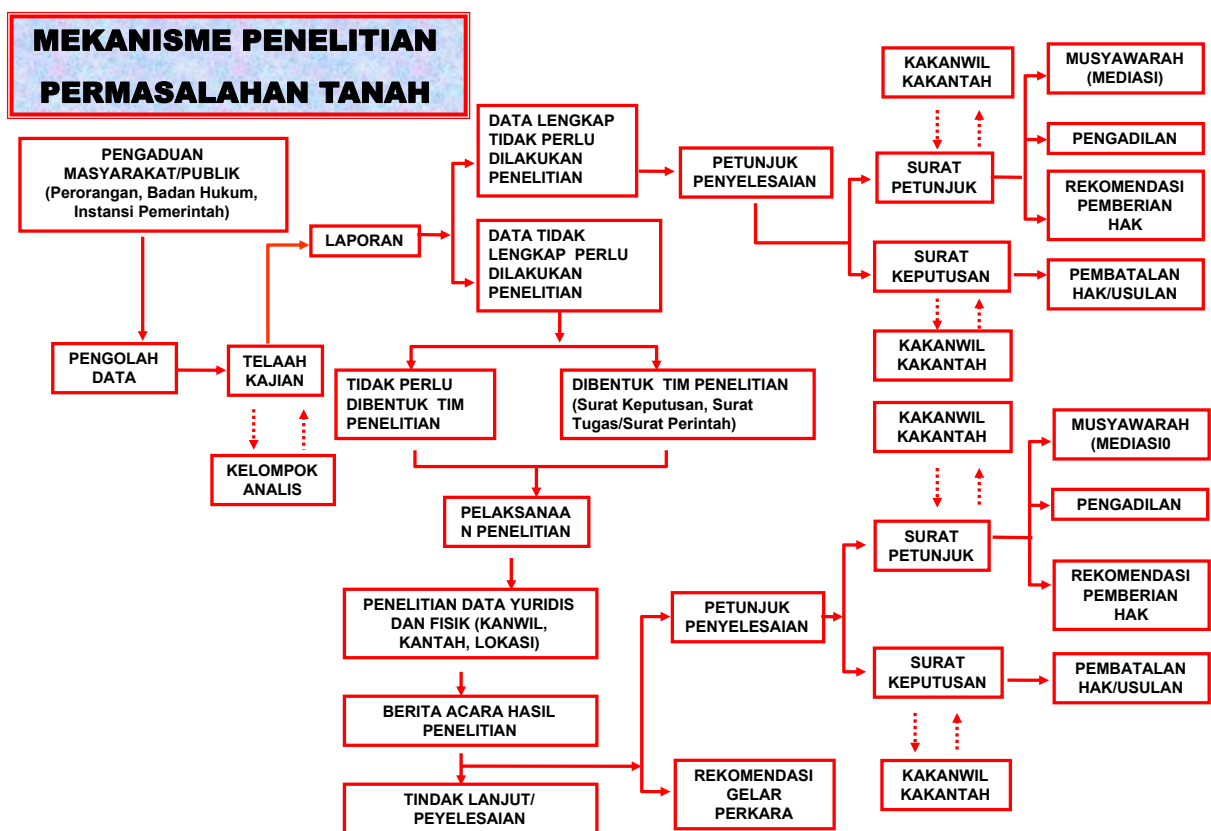 MEKANISME PENELITIAN
PERMASALAHAN TANAH
PENGADUAN
MASYARAKAT/PUBLIK
(Perorangan, Badan Hukum,
Instansi Pemerintah)
PENGOLAH
DATA
TELAAH
KAJIAN
KELOMPOK
ANALIS
LAPORAN
DATA LENGKAP
TIDAK PERLU
DILAKUKAN
PENELITIAN
DATA TIDAK
LENGKAP PERLU
DILAKUKAN
PENELITIAN
PETUNJUK
PENYELESAIAN
KAKANWIL
KAKANTAH
SURAT
PETUNJUK
SURAT
KEPUTUSAN
KAKANWIL
KAKANTAH
MUSYAWARAH
(MEDIASI)
PENGADILAN
REKOMENDASI
PEMBERIAN
HAK
PEMBATALAN
HAK/USULAN
TIDAK PERLU
DIBENTUK TIM
PENELITIAN
DIBENTUK TIM PENELITIAN
(Surat Keputusan, Surat
Tugas/Surat Perintah)
PELAKSANAA
N PENELITIAN
PENELITIAN DATA YURIDIS
DAN FISIK (KANWIL,
KANTAH, LOKASI)
BERITA ACARA HASIL
PENELITIAN
TINDAK LANJUT/
PEYELESAIAN
PETUNJUK
PENYELESAIAN
REKOMENDASI
GELAR
PERKARA
KAKANWIL
KAKANTAH
SURAT
PETUNJUK
SURAT
KEPUTUSAN
KAKANWIL
KAKANTAH
MUSYAWARAH
(MEDIASI0
PENGADILAN
REKOMENDASI
PEMBERIAN
HAK
PEMBATALAN
HAK/USULAN